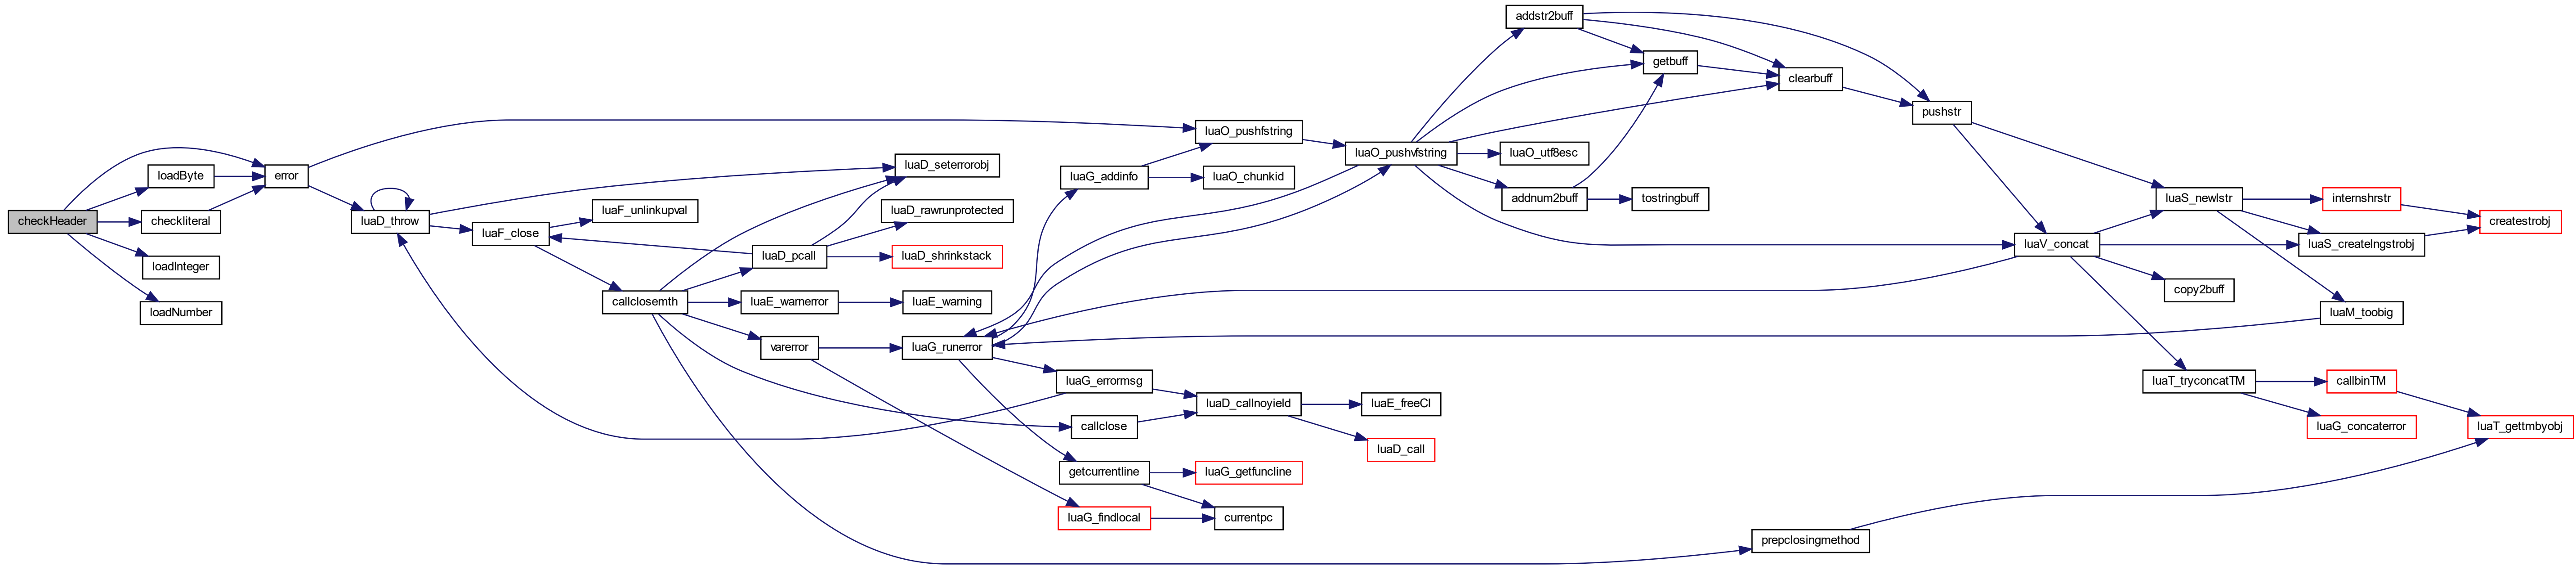 checkHeader
loadByte
checkliteral
loadInteger
loadNumber
error
luaD_throw
luaF_close
luaF_unlinkupval
callclosemth
luaD_seterrorobj
luaD_rawrunprotected
luaD_pcall
luaD_shrinkstack
luaE_warnerror
luaE_warning
varerror
luaG_runerror
luaG_addinfo
luaO_pushfstring
luaO_chunkid
luaG_errormsg
luaD_callnoyield
callclose
luaE_freeCI
luaD_call
getcurrentline
luaG_getfuncline
luaG_findlocal
currentpc
luaO_pushvfstring
addstr2buff
getbuff
clearbuff
luaO_utf8esc
addnum2buff
tostringbuff
pushstr
luaV_concat
luaS_newlstr
internshrstr
createstrobj
luaS_createlngstrobj
copy2buff
luaM_toobig
luaT_tryconcatTM
callbinTM
luaG_concaterror
luaT_gettmbyobj
prepclosingmethod